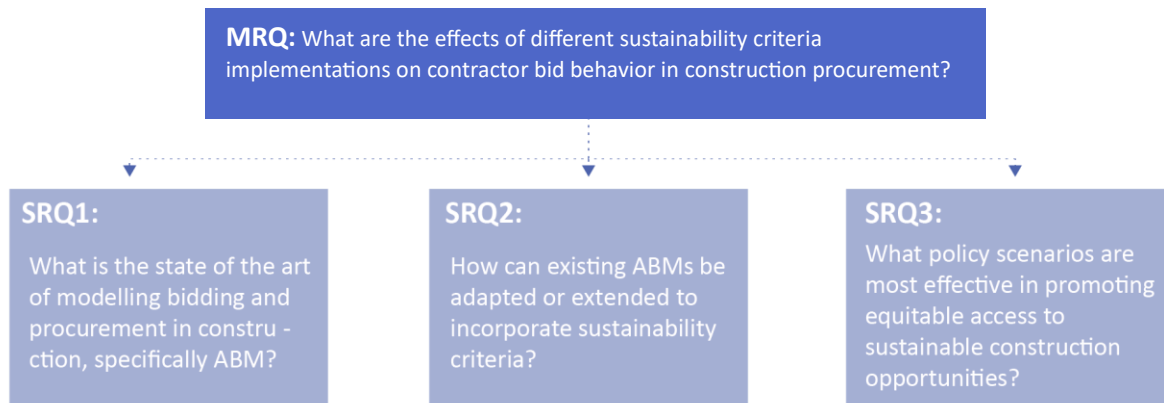 MRQ: What are the effects of different sustainability criteria
implementations on contractor bid behavior in construction procurement?
SRQ1:
What is the state of the art
of modelling bidding and
procurement in constru -
ction, specifically ABM?
SRQ2:
How can existing ABMs be
adapted or extended to
incorporate sustainability
criteria?
SRQ3:
What policy scenarios are
most effective in promoting
equitable access to
sustainable construction
opportunities?